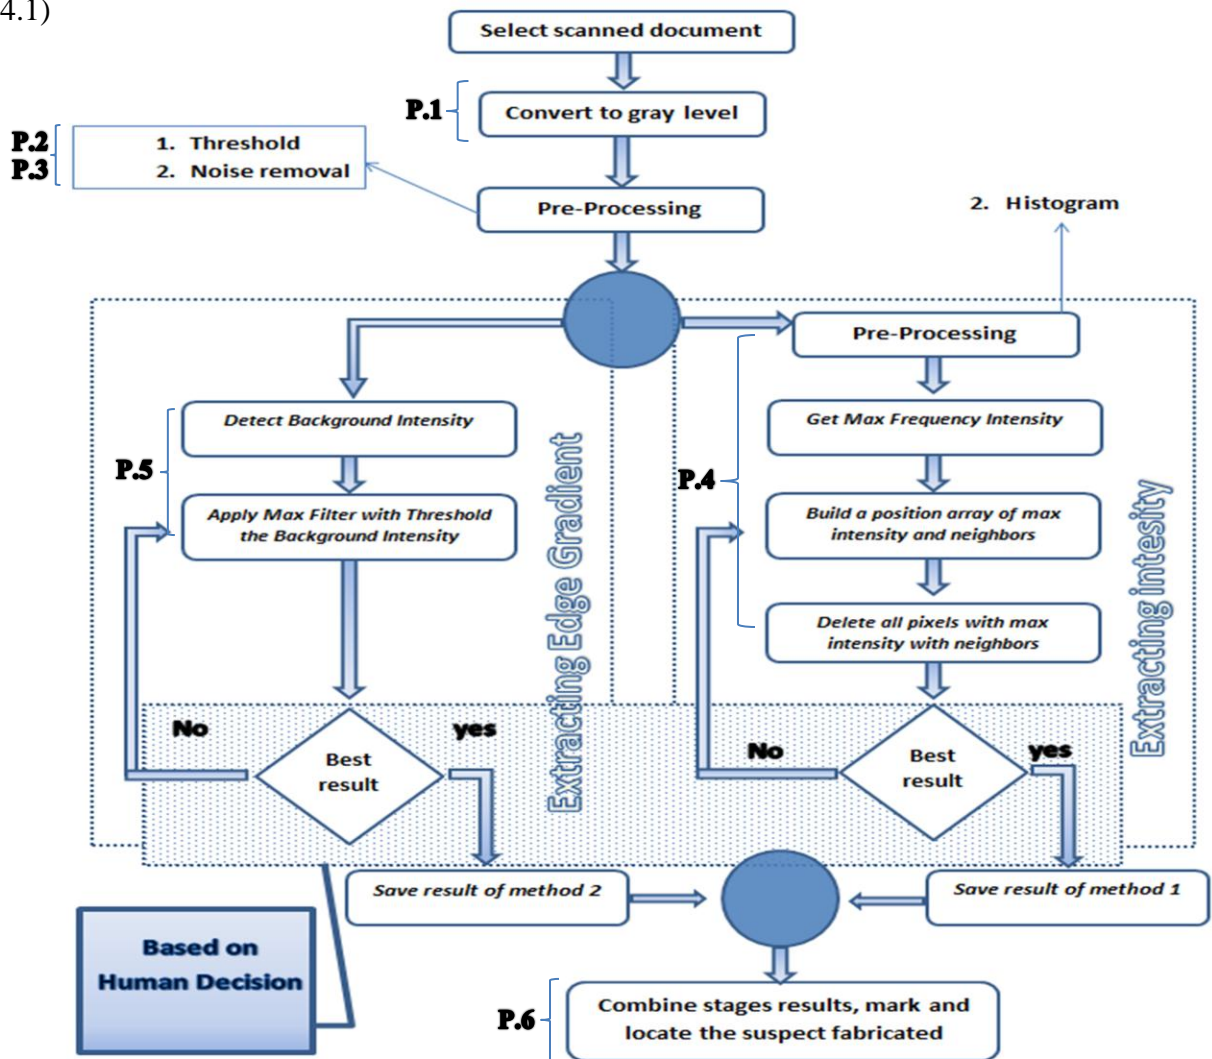 4.1)
Select scanned document
P.1
Convert to gray level
P.2
P.3
1. Threshold
2. Noise removal
Pre-Processing
2. Histogram
Pre-Processing
Detect Background Intensity
Get Max Frequency Intensity
P.5
P.4
Apply Max Filter with Threshold
the Background Intensity
Build a position array of max
intensity and neighbors
Delete all pixels with max
intensity with neighbors
Extracting Edge Gradient
Extracting intesity
No
yes
Best
result
No
yes
Best
result
Save result of method 2
Save result of method 1
Based on
Human Decision
P.6
Combine stages results, mark and
locate the suspect fabricated